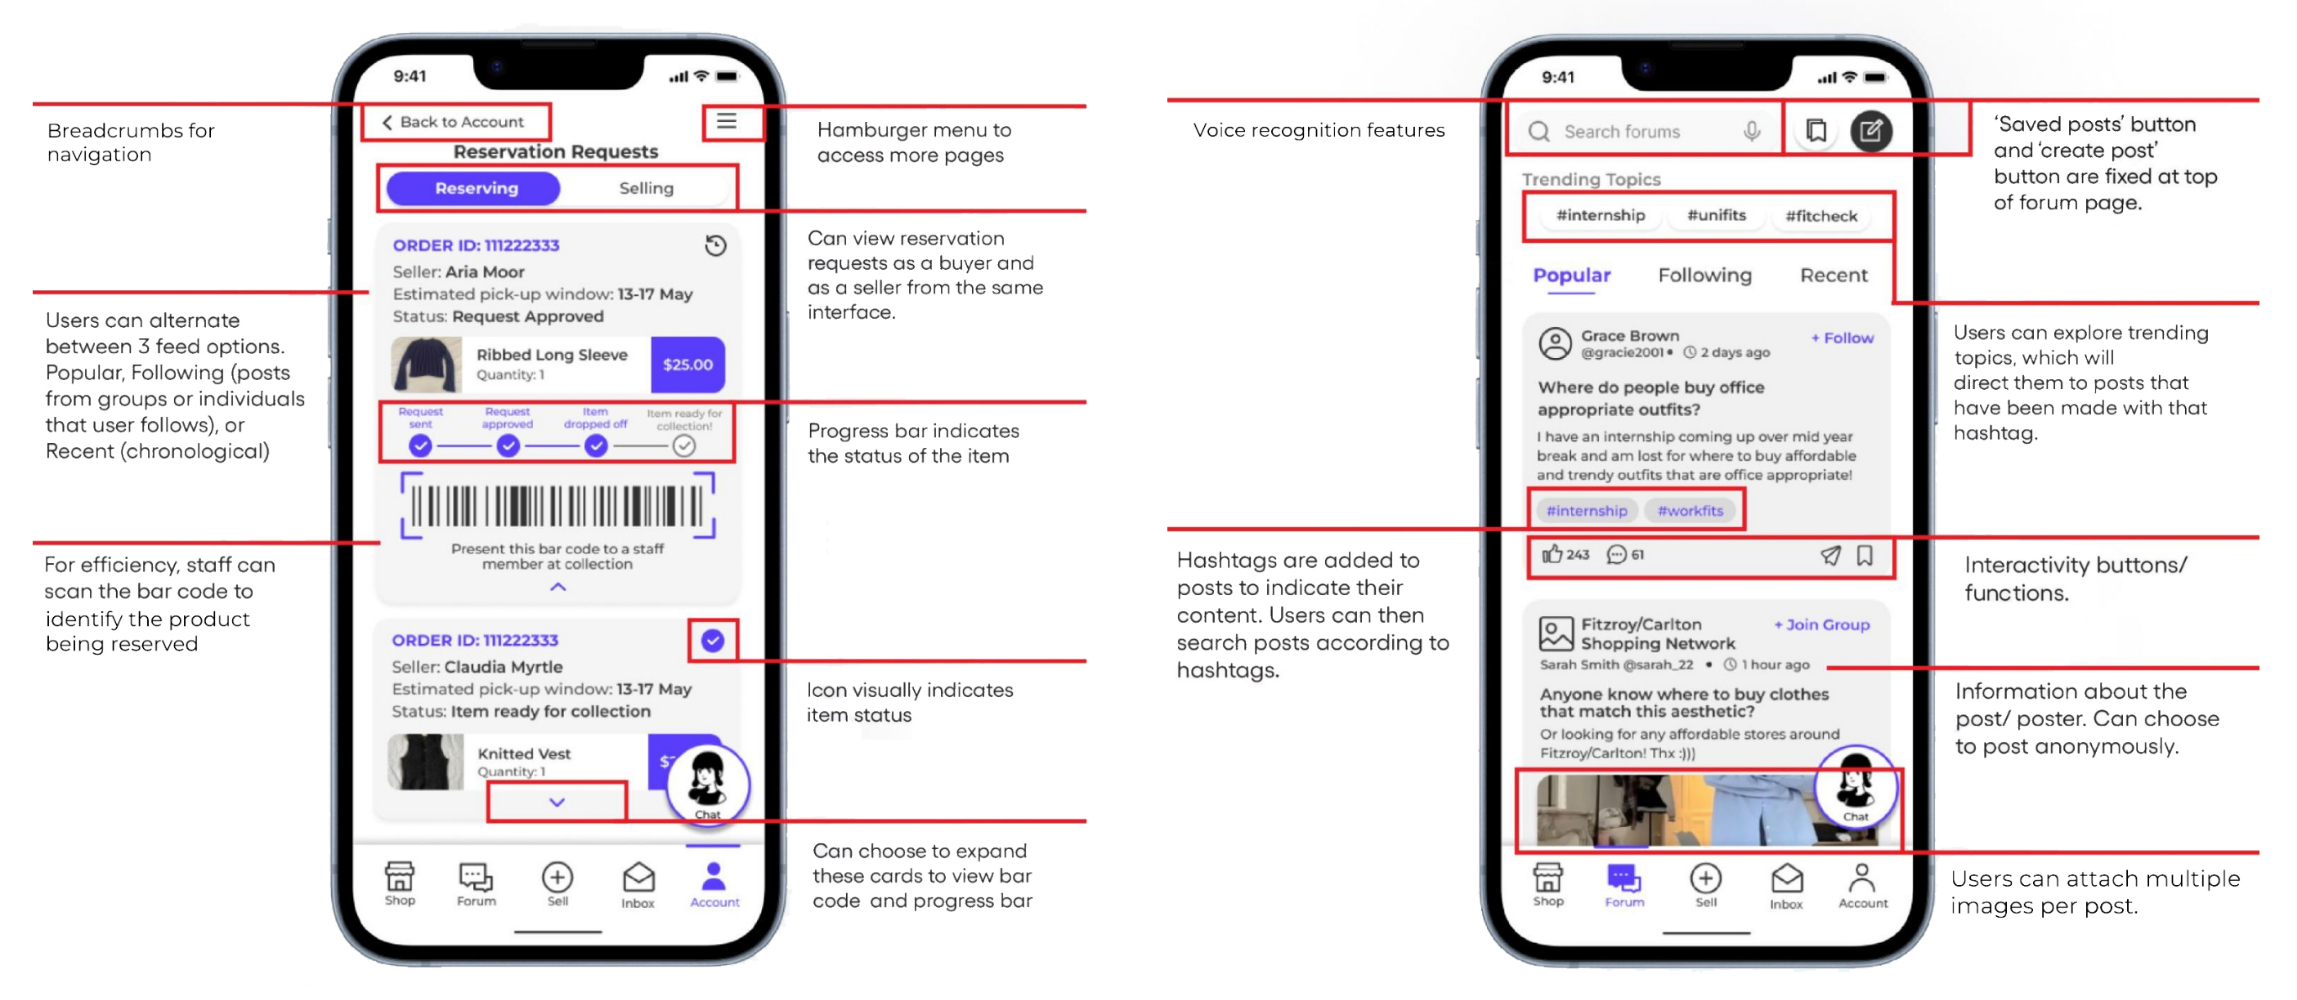 Breadcrumbs for
navigation
Users can alternate
between 3 feed options.
Popular, Following (posts
from groups or individuals
that user follows), or
Recent (chronological)
For efficiency, staff can
scan the bar code to
identify the product
being reserved
9:41
Back to Account
Reservation Requests
Reserving
Selling
ORDER ID: 111222333
Seller: Aria Moor
Estimated pick-up window: 13-17 May
Status: Request Approved
Ribbed Long Sleeve
Quantity: 1
$25.00
Request
sent
Request
approved
Item
dropped off
Item ready for
collection!
Present this bar code to a staff
member at collection
ORDER ID: 111222333
Seller: Claudia Myrtle
Estimated pick-up window: 13-17 May
Status: Item ready for collection
Knitted Vest
Quantity: 1
Chat
Shop
Forum
Sell
Inbox
Account
Hamburger menu to
access more pages
Can view reservation
requests as a buyer and
as a seller from the same
interface.
Progress bar indicates
the status of the item
Icon visually indicates
item status
Can choose to expand
these cards to view bar
code and progress bar
Voice recognition features
Hashtags are added to
posts to indicate their
content. Users can then
search posts according to
hashtags.
9:41
Search forums
Trending Topics
#internship
#unifits
#fitcheck
Popular
Following
Recent
Grace Brown
+ Follow
@gracie2001 • 2 days ago
Where do people buy office
appropriate outfits?
I have an internship coming up over mid year
break and am lost for where to buy affordable
and trendy outfits that are office appropriate!
#internship
#workfits
243
61
Fitzroy/Carlton
Shopping Network
+ Join Group
Sarah Smith @sarah_22 • 1 hour ago
Anyone know where to buy clothes
that match this aesthetic?
Or looking for any affordable stores around
Fitzroy/Carlton! Thx :)))
Chat
Shop
Forum
Sell
Inbox
Account
‘Saved posts’ button
and ‘create post’
button are fixed at top
of forum page.
Users can explore trending
topics, which will
direct them to posts that
have been made with that
hashtag.
Interactivity buttons/
functions.
Information about the
post/ poster. Can choose
to post anonymously.
Users can attach multiple
images per post.